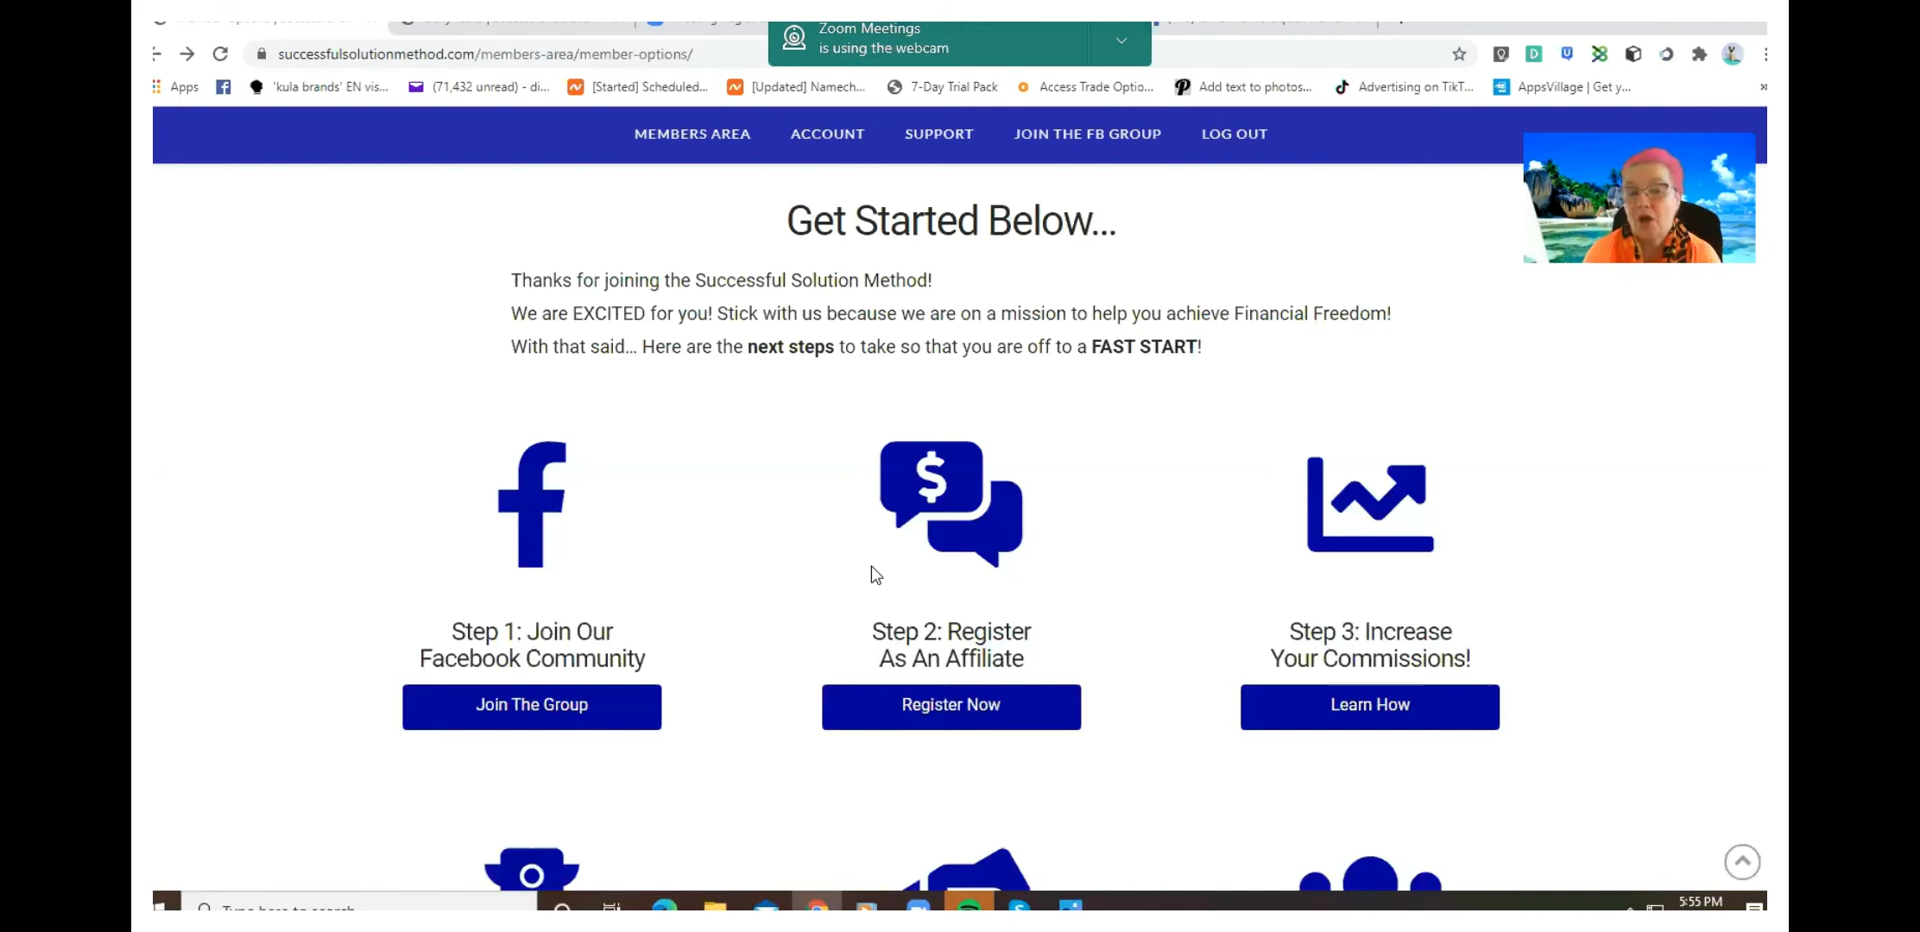 Zoom Meetings
is using the webcam
successfulsolutionmethod.com/members-area/member-options/
Apps
'kula brands' EN vis...
(71,432 unread) - di...
[Started] Scheduled...
[Updated] Namech...
7-Day Trial Pack
Access Trade Optio...
Add text to photos...
Advertising on TikT...
AppsVillage | Get y...
»
MEMBERS AREA
ACCOUNT
SUPPORT
JOIN THE FB GROUP
LOG OUT
Get Started Below...
Thanks for joining the Successful Solution Method!
We are EXCITED for you! Stick with us because we are on a mission to help you achieve Financial Freedom!
With that said... Here are the next steps to take so that you are off to a FAST START!
Step 1: Join Our
Facebook Community
Join The Group
Step 2: Register
As An Affiliate
Register Now
Step 3: Increase
Your Commissions!
Learn How
Type here to search
5:55 PM